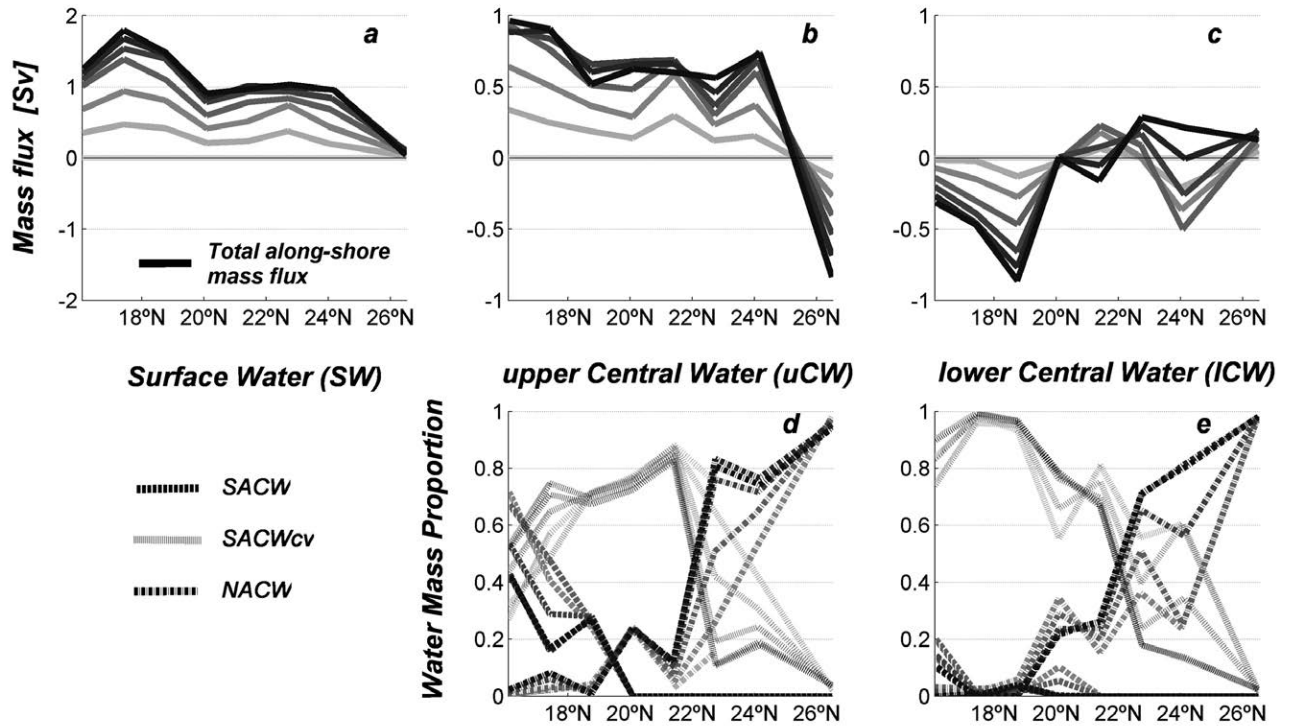 a
b
c
Mass flux [Sv]
2
1
0
-1
-2
1
0.5
0
-0.5
-1
1
0.5
0
-0.5
-1
Total along-shore
mass flux
18ºN 20ºN 22ºN 24ºN 26ºN
18ºN 20ºN 22ºN 24ºN 26ºN
18ºN 20ºN 22ºN 24ºN 26ºN
Surface Water (SW)
upper Central Water (uCW)
lower Central Water (lCW)
d
e
Water Mass Proportion
1
0.8
0.6
0.4
0.2
0
1
0.8
0.6
0.4
0.2
0
SACW
SACWcv
NACW
18ºN 20ºN 22ºN 24ºN 26ºN
18ºN 20ºN 22ºN 24ºN 26ºN